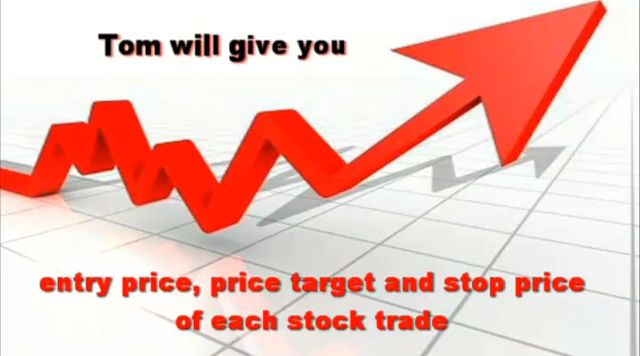 Tom will give you
entry price, price target and stop price
of each stock trade